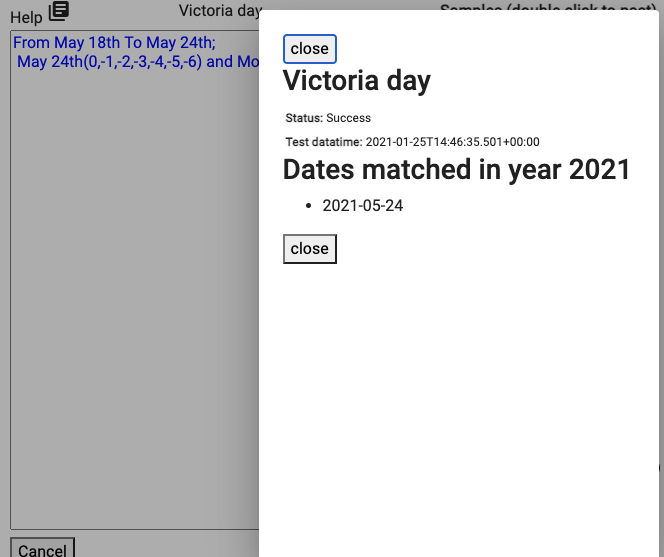 Help
Victoria day
Samples (double click to past)
From May 18th To May 24th;
May 24th(0,-1,-2,-3,-4,-5,-6) and Mo
close
Victoria day
Status: Success
Test datatime: 2021-01-25T14:46:35.501+00:00
Dates matched in year 2021
2021-05-24
close
Cancel